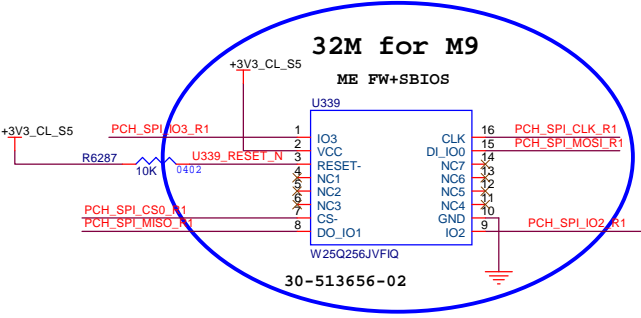 32M for M9
+3V3_CL_S5
ME FW+SBIOS
U339
+3V3_CL_S5
PCH_SPI_IO3_R1
1
IO3
CLK
16
PCH_SPI_CLK_R1
2
VCC
DI_IO0
15
PCH_SPI_MOSI_R1
R6287
10K
0402
U339_RESET_N
3
RESET-
NC7
14
4
NC1
NC6
13
5
NC2
NC5
12
6
NC3
NC4
11
PCH_SPI_CS0_R1
7
CS-
GND
10
PCH_SPI_MISO_R1
8
DO_IO1
IO2
9
PCH_SPI_IO2_R1
W25Q256JVFIQ
30-513656-02